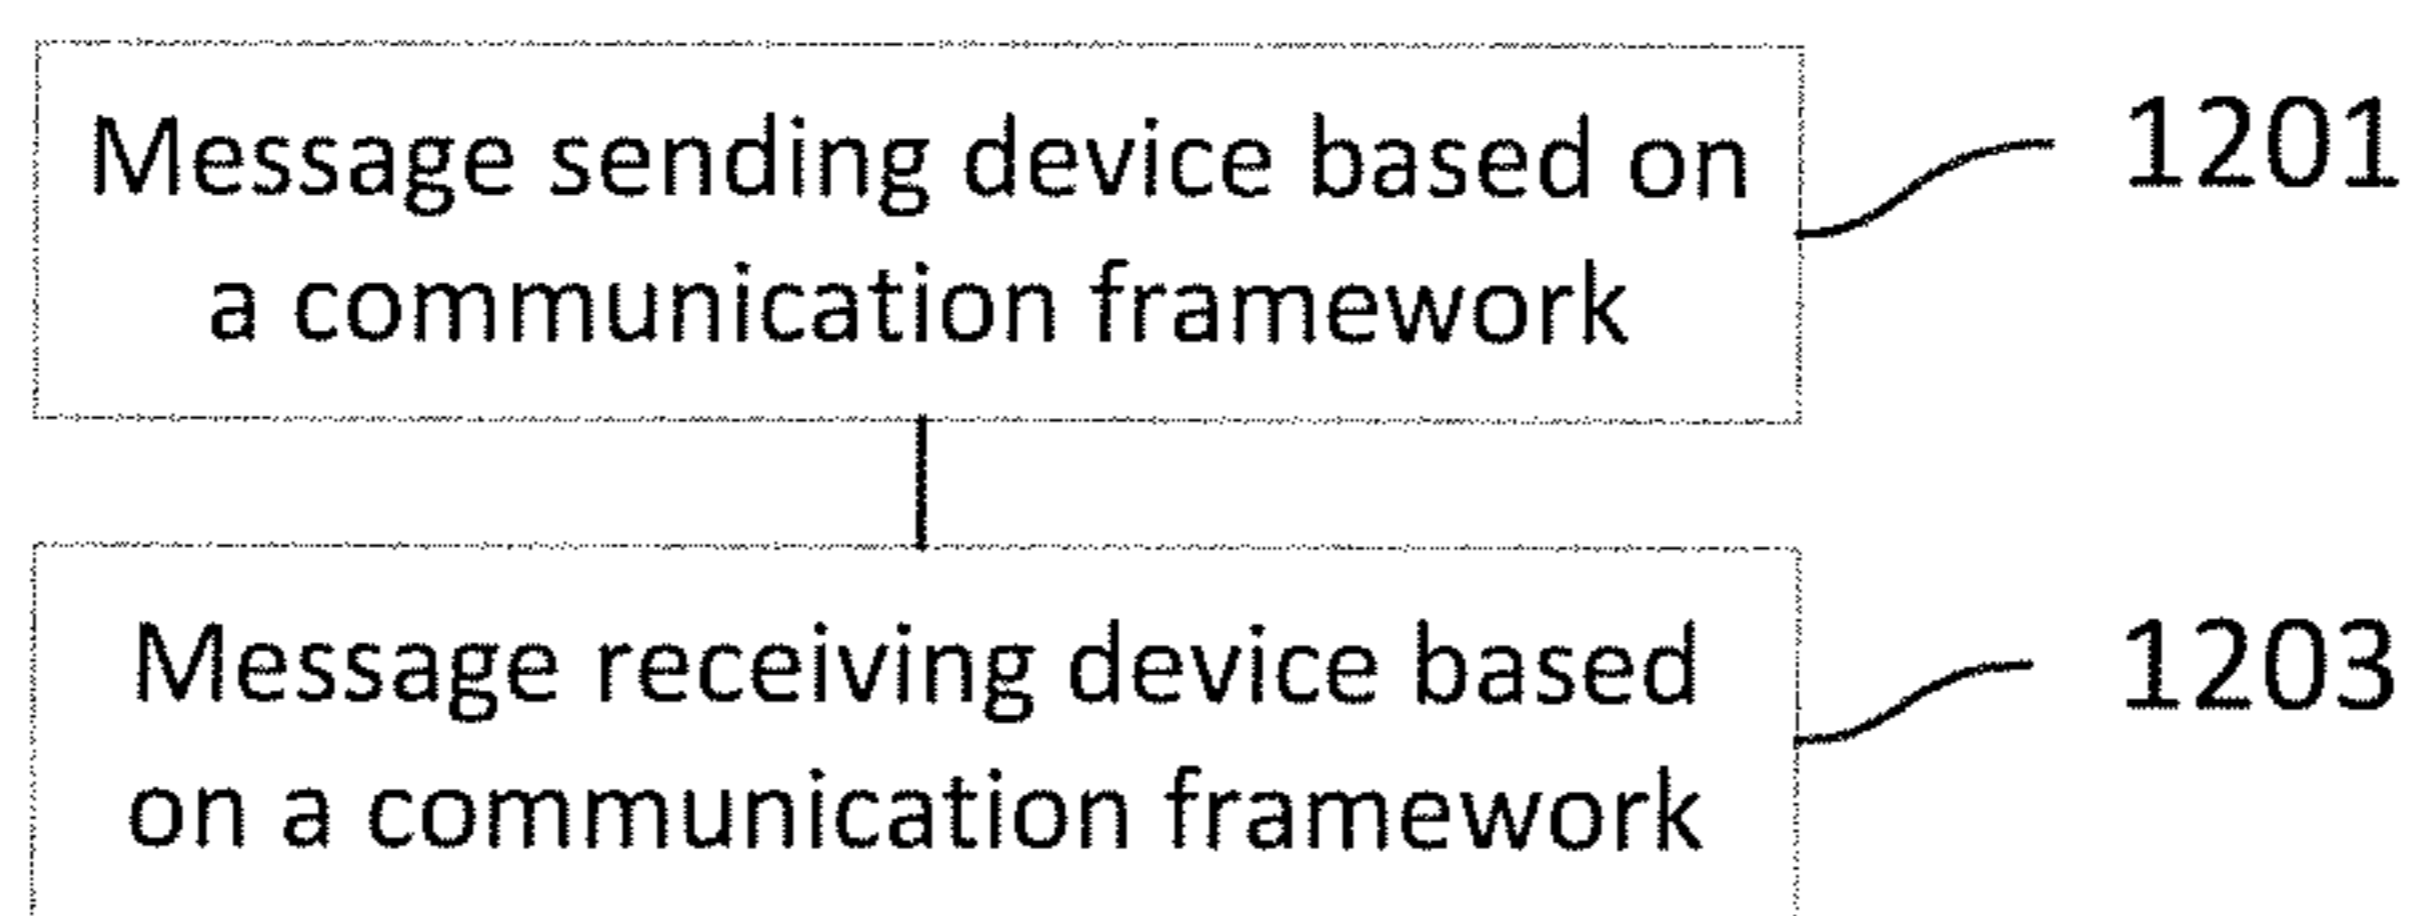 Message sending device based on
a communication framework
1201
Message receiving device based
on a communication framework
1203